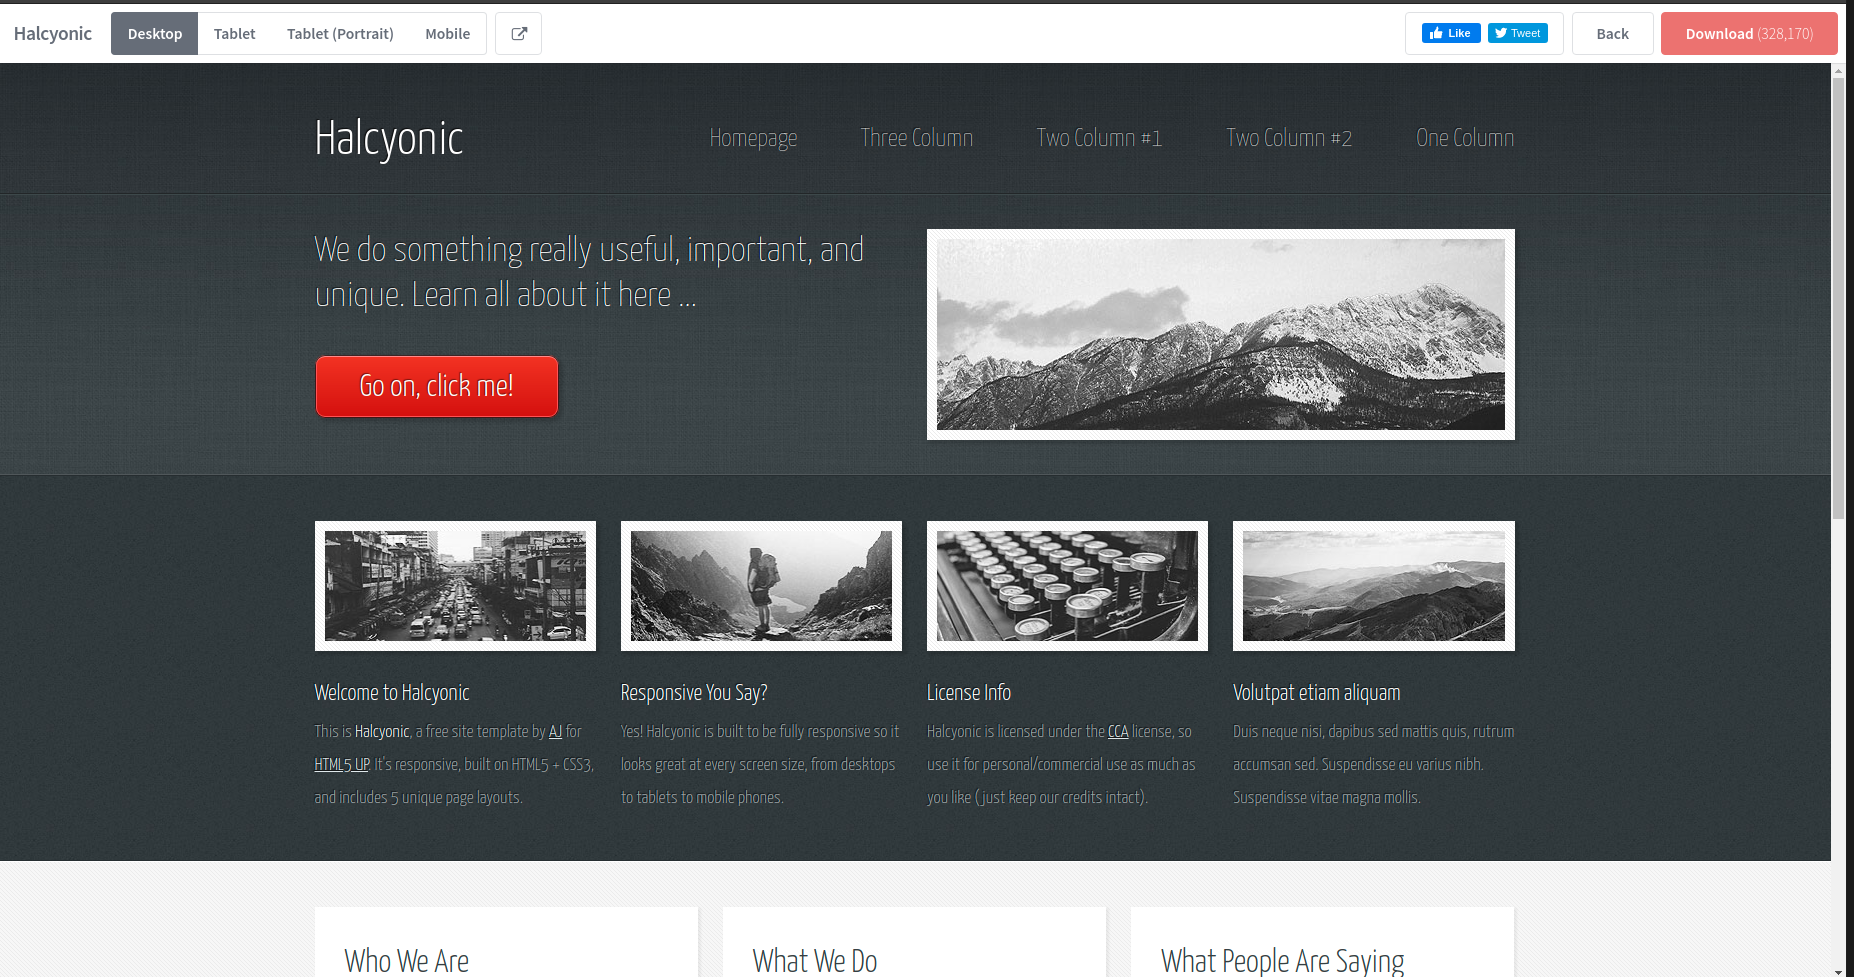 Halcyonic
Desktop
Tablet
Tablet (Portrait)
Mobile
Like
Tweet
Back
Download (328,170)
Halcyonic
Homepage
Three Column
Two Column #1
Two Column #2
One Column
We do something really useful, important, and
unique. Learn all about it here ...
Go on, click me!
Welcome to Halcyonic
This is Halcyonic, a free site template by AJ for
HTML5 UP. It's responsive, built on HTML5 + CSS3,
and includes 5 unique page layouts.
Responsive You Say?
Yes! Halcyonic is built to be fully responsive so it
looks great at every screen size, from desktops
to tablets to mobile phones.
License Info
Halcyonic is licensed under the CCA license, so
use it for personal/commercial use as much as
you like (just keep our credits intact).
Volutpat etiam aliquam
Duis neque nisi, dapibus sed mattis quis, rutrum
accumsan sed. Suspendisse eu varius nibh.
Suspendisse vitae magna mollis.
Who We Are
What We Do
What People Are Saying